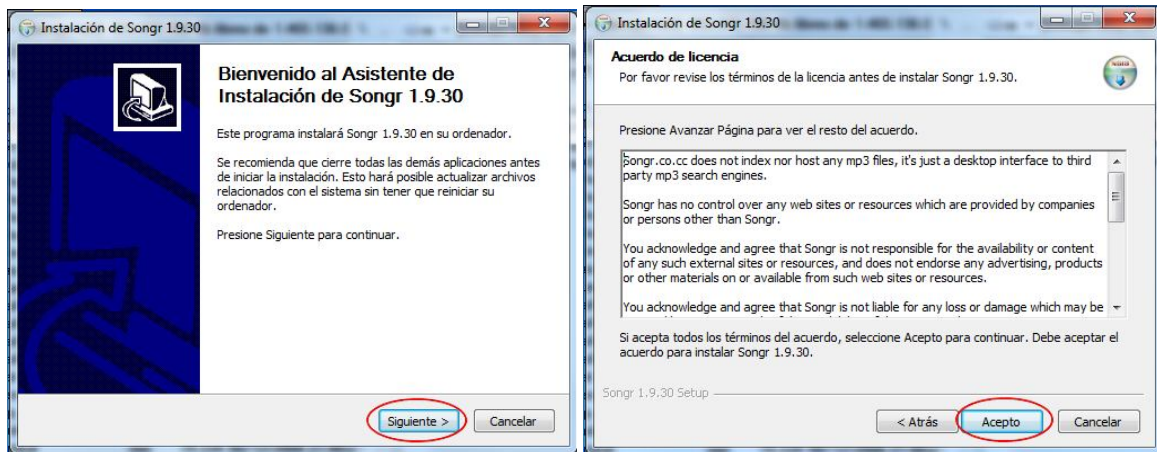 Instalación de Songr 1.9.30
Bienvenido al Asistente de
Instalación de Songr 1.9.30
Este programa instalará Songr 1.9.30 en su ordenador.
Se recomienda que cierre todas las demás aplicaciones antes
de iniciar la instalación. Esto hará posible actualizar archivos
relacionados con el sistema sin tener que reiniciar su
ordenador.
Presione Siguiente para continuar.
Siguiente >
Cancelar
Instalación de Songr 1.9.30
Acuerdo de licencia
Por favor revise los términos de la licencia antes de instalar Songr 1.9.30.
Presione Avanzar Página para ver el resto del acuerdo.
Songr.co.cc does not index nor host any mp3 files, it's just a desktop interface to third
party mp3 search engines.
Songr has no control over any web sites or resources which are provided by companies
or persons other than Songr.
You acknowledge and agree that Songr is not responsible for the availability or content
of any such external sites or resources, and does not endorse any advertising, products
or other materials on or available from such web sites or resources.
You acknowledge and agree that Songr is not liable for any loss or damage which may be
Si acepta todos los términos del acuerdo, seleccione Acepto para continuar. Debe aceptar el
acuerdo para instalar Songr 1.9.30.
Songr 1.9.30 Setup
< Atrás
Acepto
Cancelar